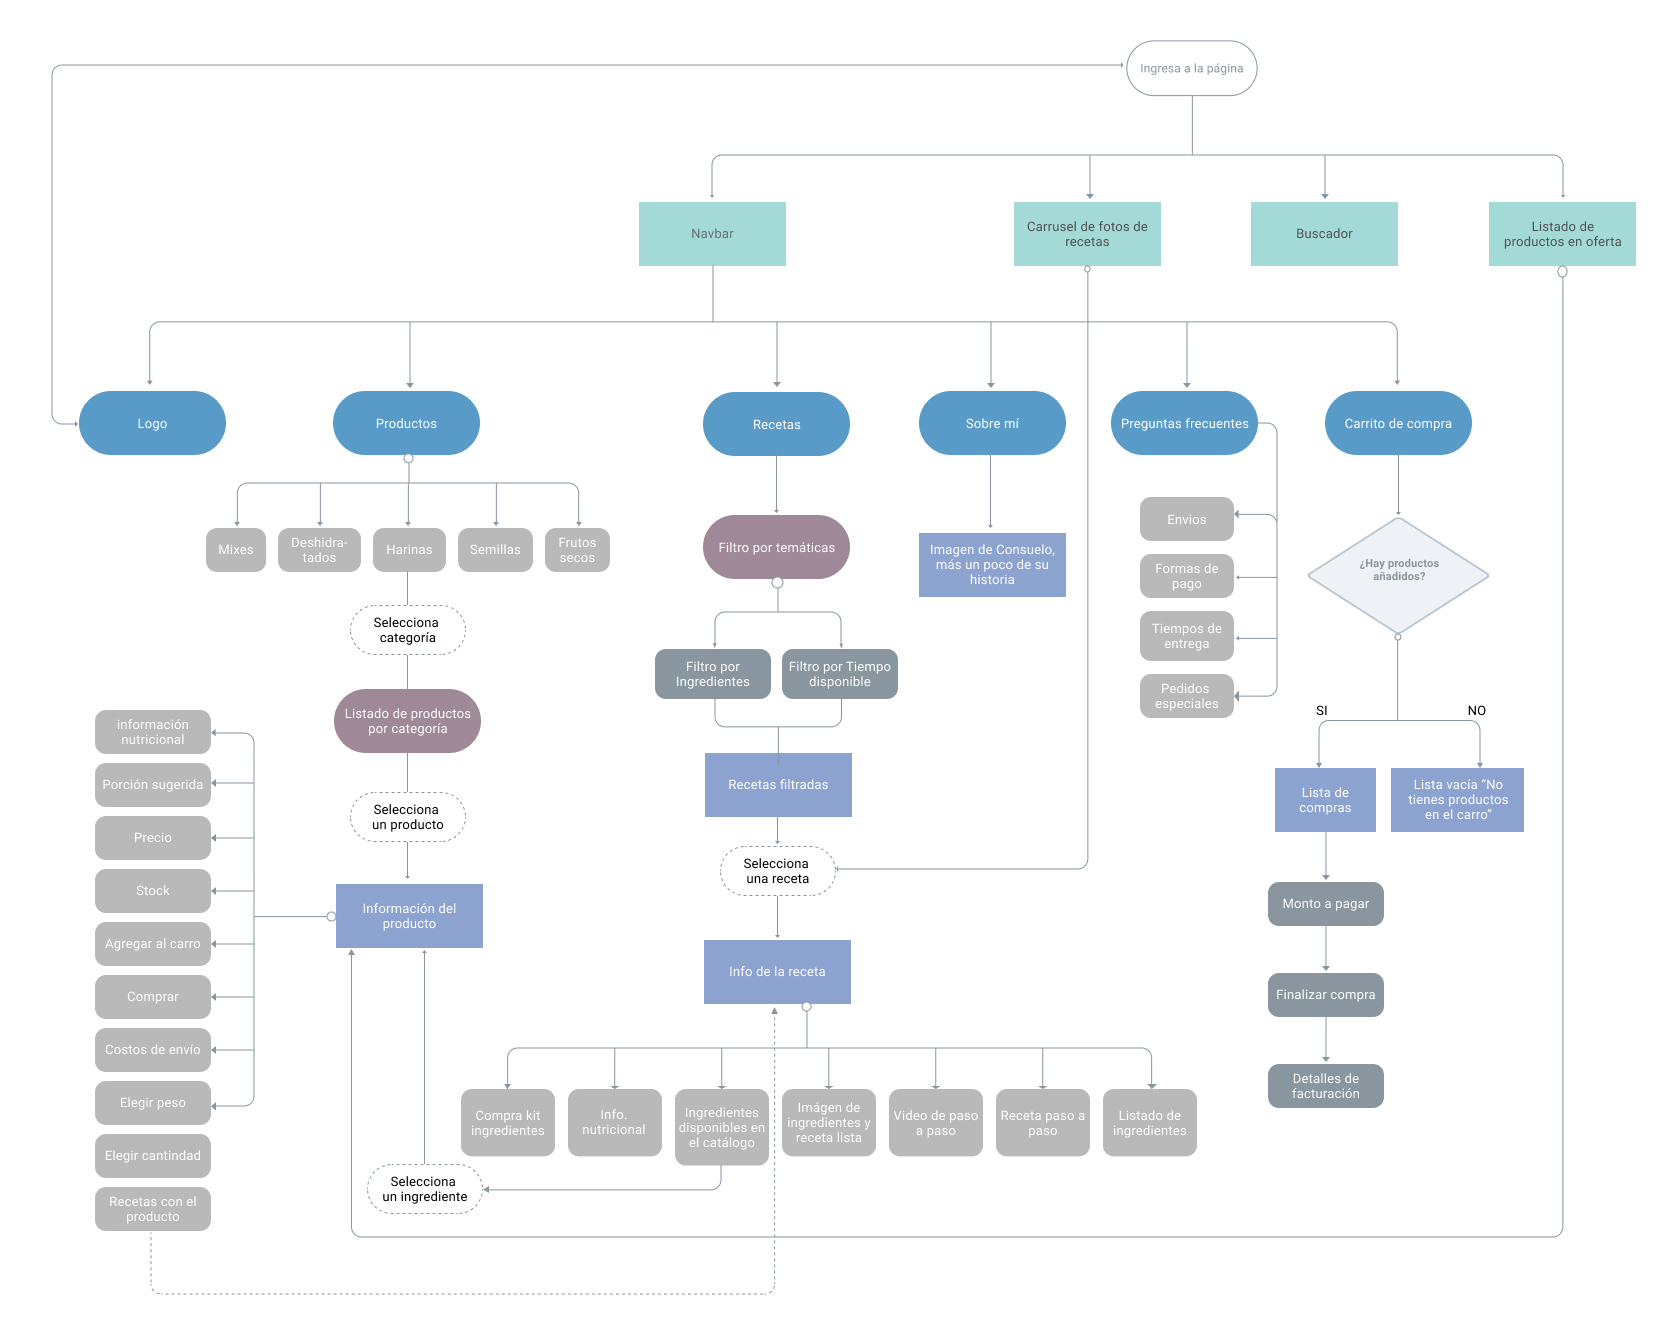 Ingresa a la página
Navbar
Carrusel de fotos de
recetas
Buscador
Listado de
productos en oferta
Logo
Productos
Recetas
Sobre mí
Preguntas frecuentes
Carrito de compra
Mixes
Deshidra-
tados
Harinas
Semillas
Frutos
secos
Filtro por temáticas
Imagen de Consuelo,
más un poco de su
historia
Envios
Formas de
pago
Tiempos de
entrega
Pedidos
especiales
¿Hay productos
añadidos?
Selecciona
categoría
Filtro por
Ingredientes
Filtro por Tiempo
disponible
Listado de productos
por categoría
SI
NO
información
nutricional
Porción sugerida
Precio
Stock
Agregar al carro
Comprar
Costos de envío
Elegir peso
Elegir cantindad
Recetas con el
producto
Selecciona
un producto
Información del
producto
Recetas filtradas
Selecciona
una receta
Info de la receta
Lista de
compras
Lista vacía “No
tienes productos
en el carro”
Monto a pagar
Finalizar compra
Detalles de
facturación
Compra kit
ingredientes
Info.
nutricional
Ingredientes
disponibles en
el catálogo
Imágen de
ingredientes y
receta lista
Video de paso
a paso
Receta paso a
paso
Listado de
ingredientes
Selecciona
un ingrediente